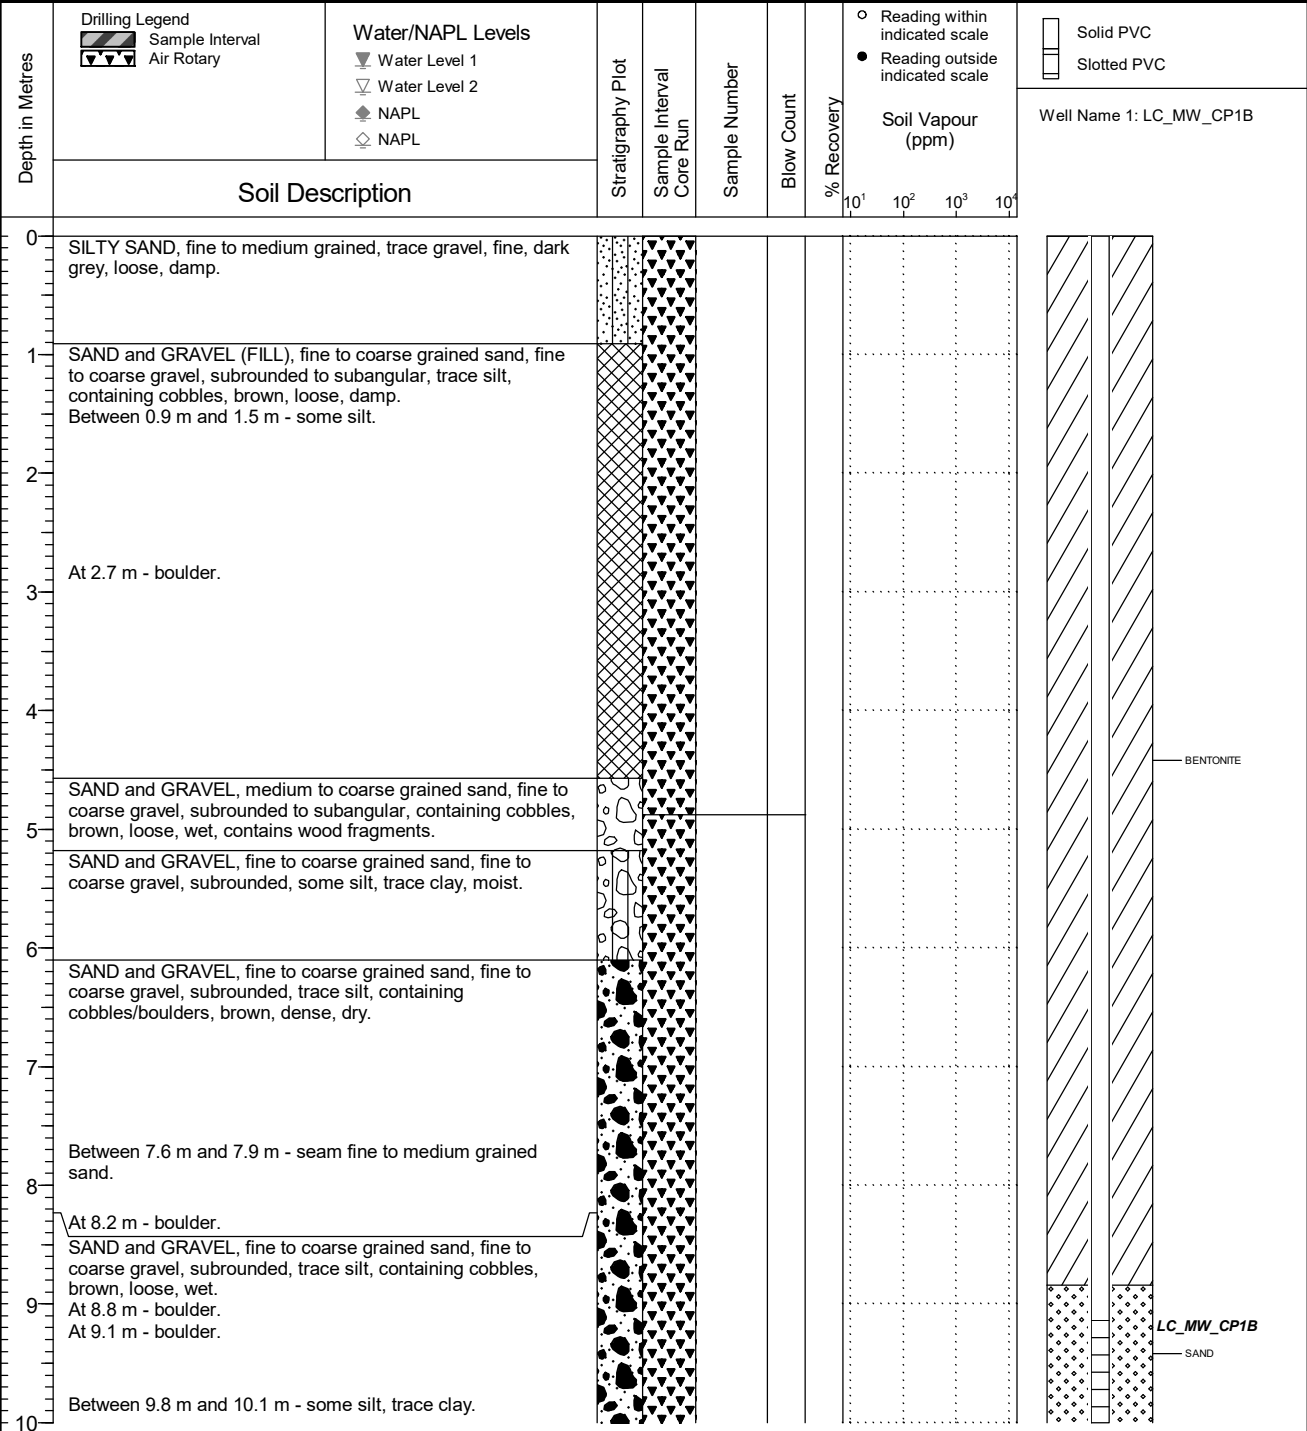 Drilling Legend
Sample Interval
Air Rotary
Water/NAPL Levels
Water Level 1
Water Level 2
NAPL
NAPL
Depth in Metres
Soil Description
Stratigraphy Plot
Sample Interval
Core Run
Sample Number
Blow Count
% Recovery
Reading within
indicated scale
Reading outside
indicated scale
Soil Vapour
(ppm)
10¹ 10² 10³ 10⁴
Solid PVC
Slotted PVC
Well Name 1: LC_MW_CP1B
0
SILTY SAND, fine to medium grained, trace gravel, fine, dark
grey, loose, damp.
1
SAND and GRAVEL (FILL), fine to coarse grained sand, fine
to coarse gravel, subrounded to subangular, trace silt,
containing cobbles, brown, loose, damp.
Between 0.9 m and 1.5 m - some silt.
2
At 2.7 m - boulder.
3
4
BENTONITE
SAND and GRAVEL, medium to coarse grained sand, fine to
coarse gravel, subrounded to subangular, containing cobbles,
brown, loose, wet, contains wood fragments.
5
SAND and GRAVEL, fine to coarse grained sand, fine to
coarse gravel, subrounded, some silt, trace clay, moist.
6
SAND and GRAVEL, fine to coarse grained sand, fine to
coarse gravel, subrounded, trace silt, containing
cobbles/boulders, brown, dense, dry.
7
Between 7.6 m and 7.9 m - seam fine to medium grained
sand.
8
At 8.2 m - boulder.
SAND and GRAVEL, fine to coarse grained sand, fine to
coarse gravel, subrounded, trace silt, containing cobbles,
brown, loose, wet.
9
At 8.8 m - boulder.
At 9.1 m - boulder.
LC_MW_CP1B
SAND
Between 9.8 m and 10.1 m - some silt, trace clay.
10